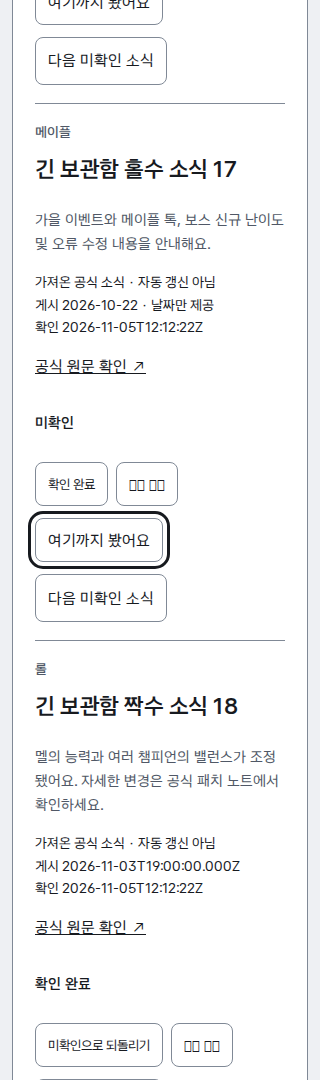 여기까지 봤어요
다음 미확인 소식
메이플
긴 보관함 홀수 소식 17
가을 이벤트와 메이플 톡, 보스 신규 난이도
및 오류 수정 내용을 안내해요.
가져온 공식 소식 · 자동 갱신 아님
게시 2026-10-22 · 날짜만 제공
확인 2026-11-05T12:12:22Z
공식 원문 확인 ↗
미확인
확인 완료
여기까지 봤어요
다음 미확인 소식
롤
긴 보관함 짝수 소식 18
멜의 능력과 여러 챔피언의 밸런스가 조정
됐어요. 자세한 변경은 공식 패치 노트에서
확인하세요.
가져온 공식 소식 · 자동 갱신 아님
게시 2026-11-03T19:00:00.000Z
확인 2026-11-05T12:12:22Z
공식 원문 확인 ↗
확인 완료
미확인으로 되돌리기